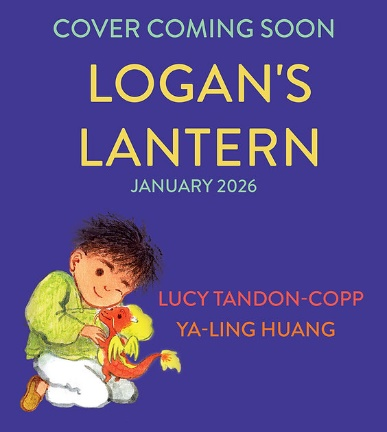 COVER COMING SOON
LOGAN'S
LANTERN
JANUARY 2026
LUCY TANDON-COPP
YA-LING HUANG